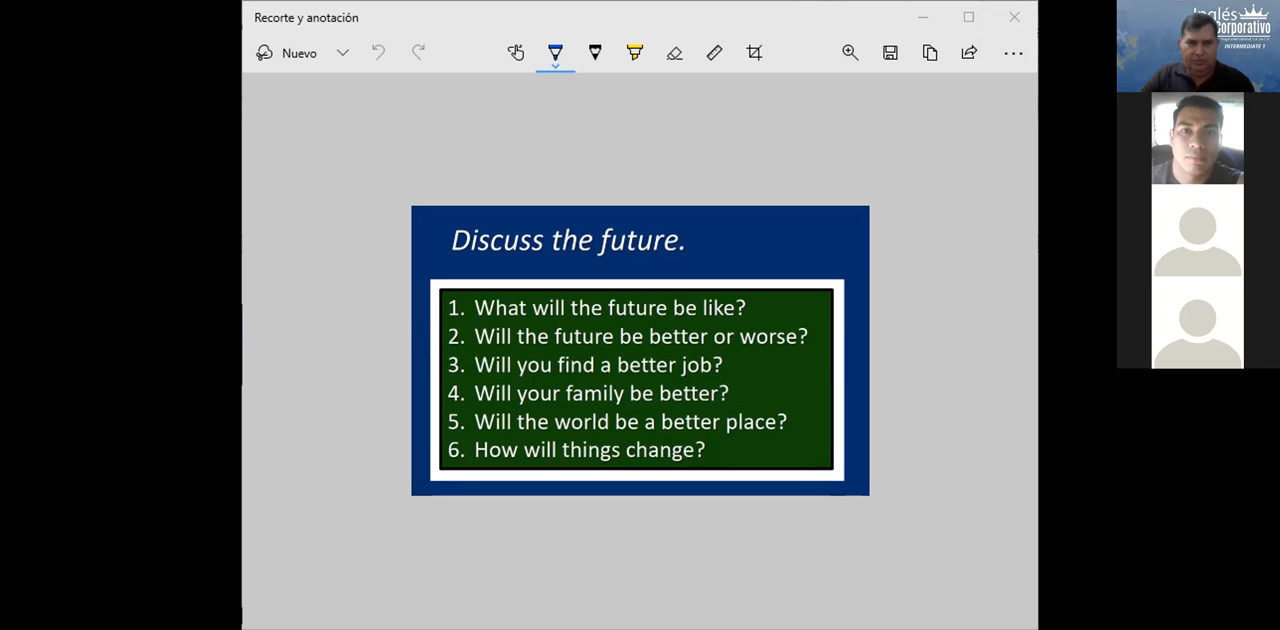 Recorte y anotación
Nuevo
Discuss the future.
1. What will the future be like?
2. Will the future be better or worse?
3. Will you find a better job?
4. Will your family be better?
5. Will the world be a better place?
6. How will things change?
Inglés
Corporativo
INTERMEDIATE 1